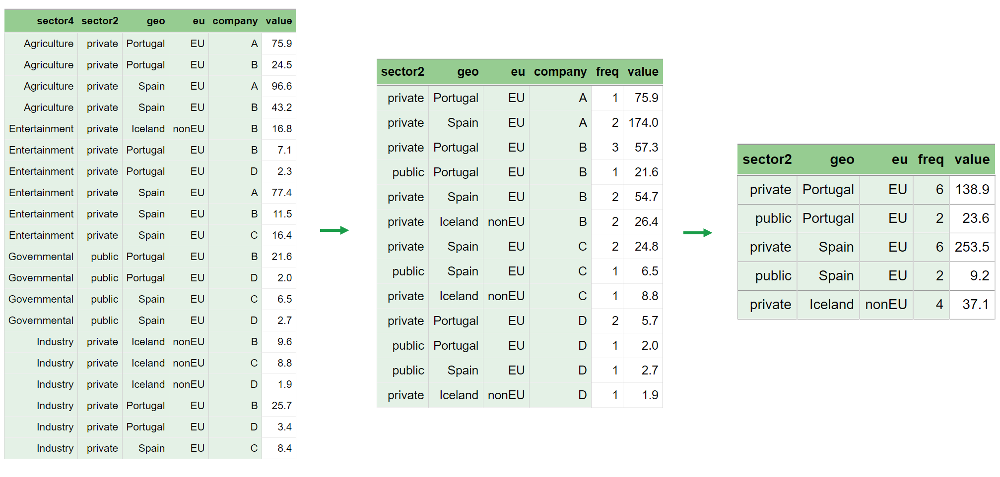 sector4 sector2 geo eu company value
Agriculture private Portugal EU A 75.9
Agriculture private Portugal EU B 24.5
Agriculture private Spain EU A 96.6
Agriculture private Spain EU B 43.2
Entertainment private Iceland nonEU B 16.8
Entertainment private Portugal EU B 7.1
Entertainment private Portugal EU D 2.3
Entertainment private Spain EU A 77.4
Entertainment private Spain EU B 11.5
Entertainment private Spain EU C 16.4
Governmental public Portugal EU B 21.6
Governmental public Portugal EU D 2.0
Governmental public Spain EU C 6.5
Governmental public Spain EU D 2.7
Industry private Iceland nonEU B 9.6
Industry private Iceland nonEU C 8.8
Industry private Iceland nonEU D 1.9
Industry private Portugal EU B 25.7
Industry private Portugal EU D 3.4
Industry private Spain EU C 8.4
sector2 geo eu company freq value
private Portugal EU A 1 75.9
private Spain EU A 2 174.0
private Portugal EU B 3 57.3
public Portugal EU B 1 21.6
private Spain EU B 2 54.7
private Iceland nonEU B 2 26.4
private Spain EU C 2 24.8
public Spain EU C 1 6.5
private Iceland nonEU C 1 8.8
private Portugal EU D 2 5.7
public Portugal EU D 1 2.0
public Spain EU D 1 2.7
private Iceland nonEU D 1 1.9
sector2 geo eu freq value
private Portugal EU 6 138.9
public Portugal EU 2 23.6
private Spain EU 6 253.5
public Spain EU 2 9.2
private Iceland nonEU 4 37.1